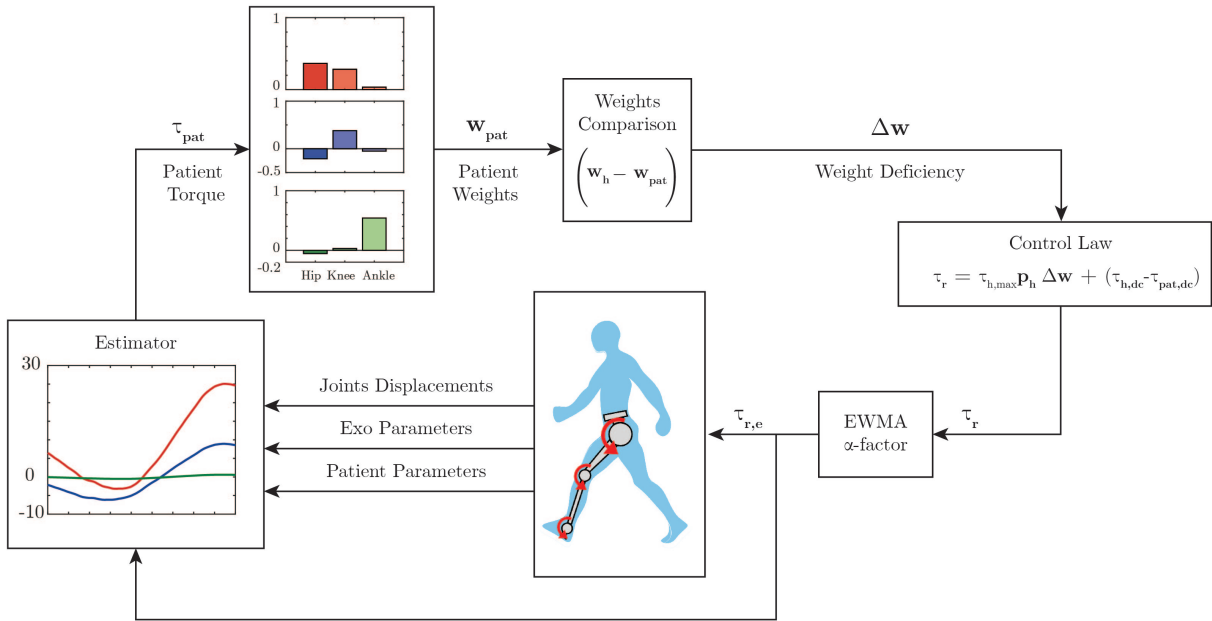 1
0
1
0
-0.5
1
0
-0.2
Hip Knee Ankle
τpat
Patient
Torque
wpat
Patient
Weights
Weights
Comparison
(wh − wpat)
Δw
Weight Deficiency
Control Law
τr = τh,max ph Δw + (τh,dc-τpat,dc)
Estimator
30
0
-10
Joints Displacements
Exo Parameters
Patient Parameters
τr,e
EWMA
α-factor
τr